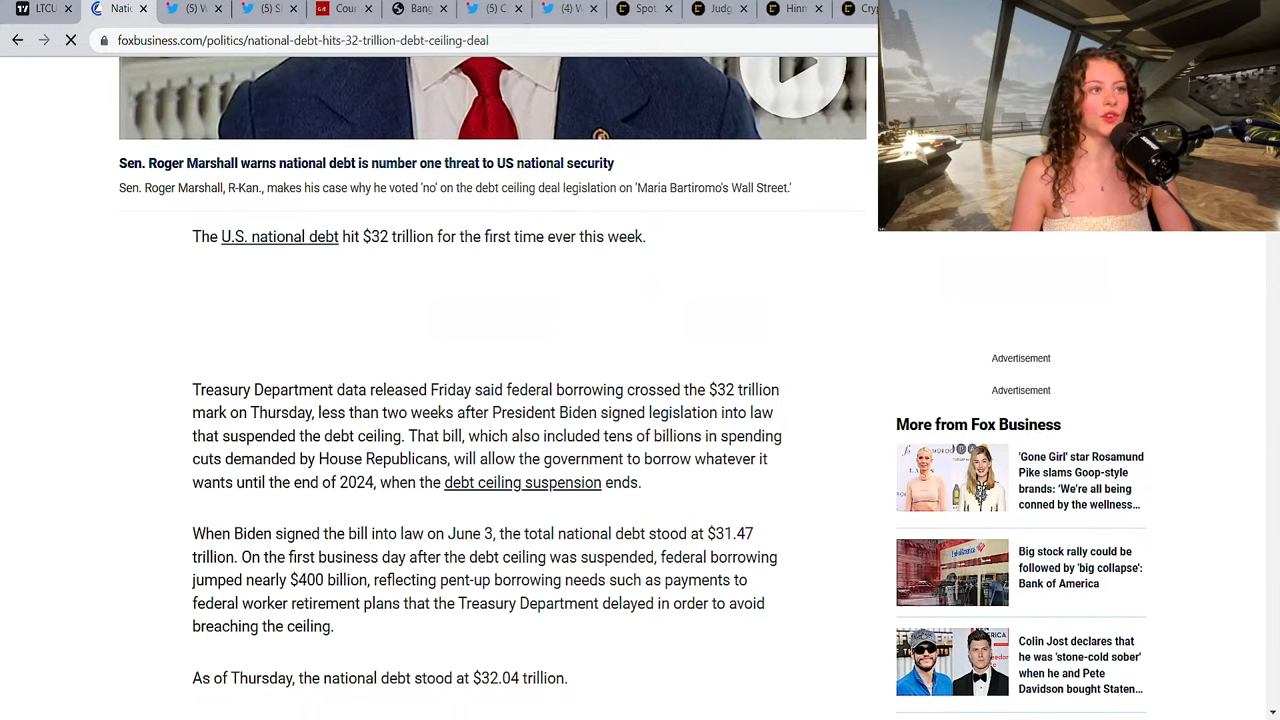 LTCU
Natio
(5) W
(5) SI
Cour
Bang
(5) C
(4) W
Spot
Judg
Hinn
Cry
foxbusiness.com/politics/national-debt-hits-32-trillion-debt-ceiling-deal
Sen. Roger Marshall warns national debt is number one threat to US national security
Sen. Roger Marshall, R-Kan., makes his case why he voted 'no' on the debt ceiling deal legislation on 'Maria Bartiromo's Wall Street.'
The U.S. national debt hit $32 trillion for the first time ever this week.
Treasury Department data released Friday said federal borrowing crossed the $32 trillion
mark on Thursday, less than two weeks after President Biden signed legislation into law
that suspended the debt ceiling. That bill, which also included tens of billions in spending
cuts demanded by House Republicans, will allow the government to borrow whatever it
wants until the end of 2024, when the debt ceiling suspension ends.
When Biden signed the bill into law on June 3, the total national debt stood at $31.47
trillion. On the first business day after the debt ceiling was suspended, federal borrowing
jumped nearly $400 billion, reflecting pent-up borrowing needs such as payments to
federal worker retirement plans that the Treasury Department delayed in order to avoid
breaching the ceiling.
As of Thursday, the national debt stood at $32.04 trillion.
Advertisement
Advertisement
More from Fox Business
'Gone Girl' star Rosamund
Pike slams Goop-style
brands: 'We're all being
conned by the wellness…
Big stock rally could be
followed by 'big collapse':
Bank of America
Colin Jost declares that
he was 'stone-cold sober'
when he and Pete
Davidson bought Staten…